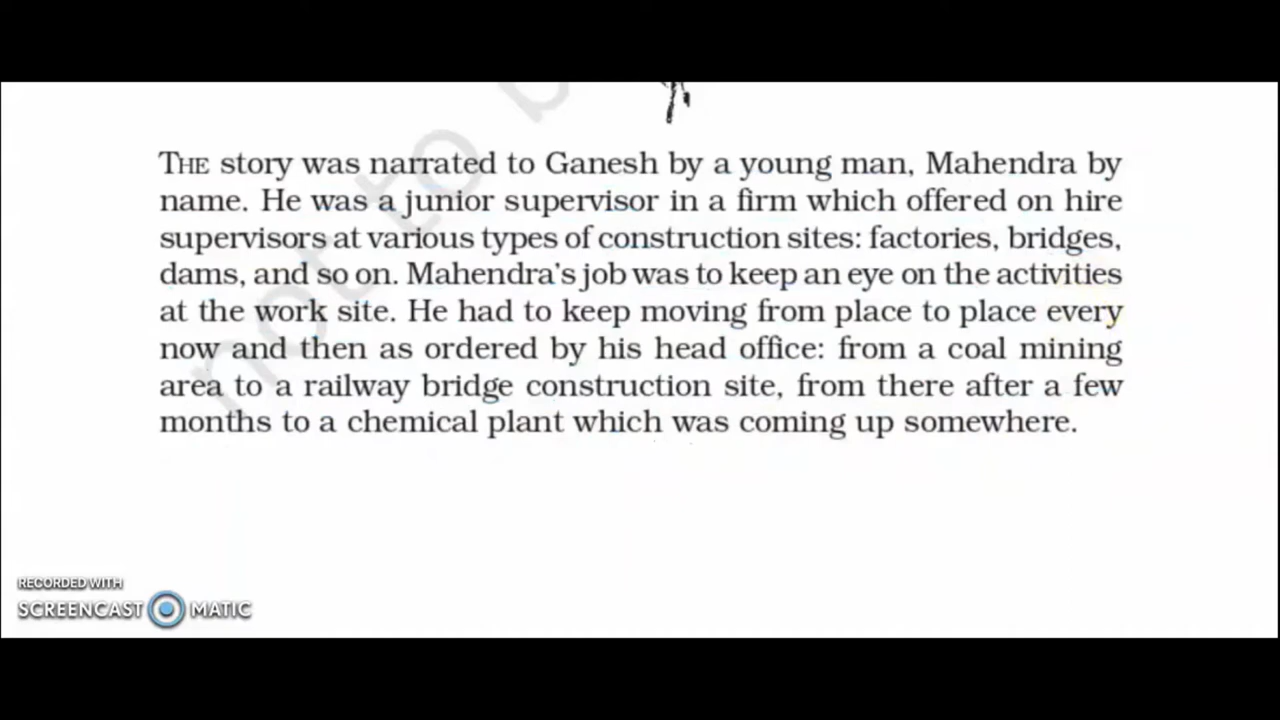 not to b
THE story was narrated to Ganesh by a young man, Mahendra by
name. He was a junior supervisor in a firm which offered on hire
supervisors at various types of construction sites: factories, bridges,
dams, and so on. Mahendra's job was to keep an eye on the activities
at the work site. He had to keep moving from place to place every
now and then as ordered by his head office: from a coal mining
area to a railway bridge construction site, from there after a few
months to a chemical plant which was coming up somewhere.
RECORDED WITH
SCREENCAST MATIC